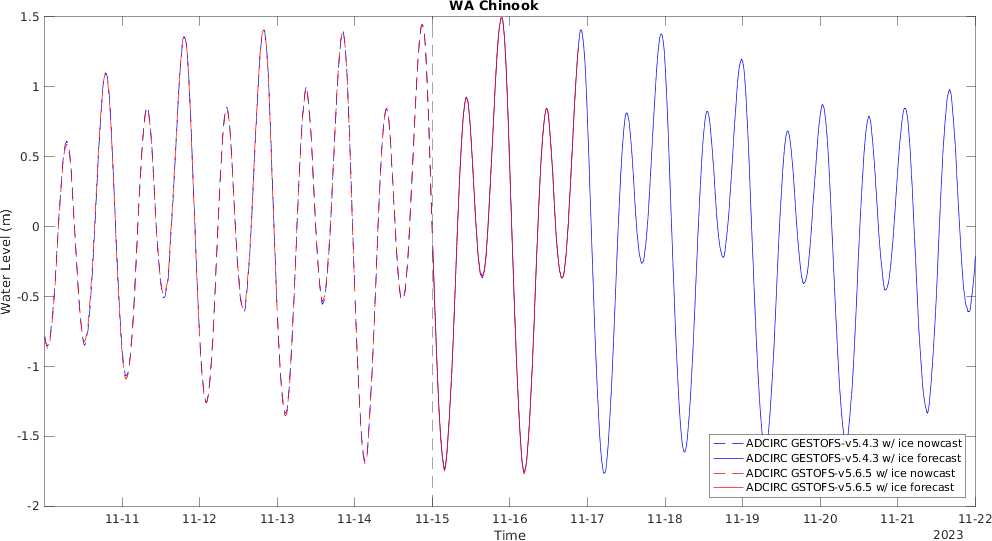 WA Chinook
Water Level (m)
1.5
1
0.5
0
-0.5
-1
-1.5
-2
ADCIRC GESTOFS-v5.4.3 w/ ice nowcast
ADCIRC GESTOFS-v5.4.3 w/ ice forecast
ADCIRC GSTOFS-v5.6.5 w/ ice nowcast
ADCIRC GSTOFS-v5.6.5 w/ ice forecast
11-11 11-12 11-13 11-14 11-15 11-16 11-17 11-18 11-19 11-20 11-21 11-22
Time
2023